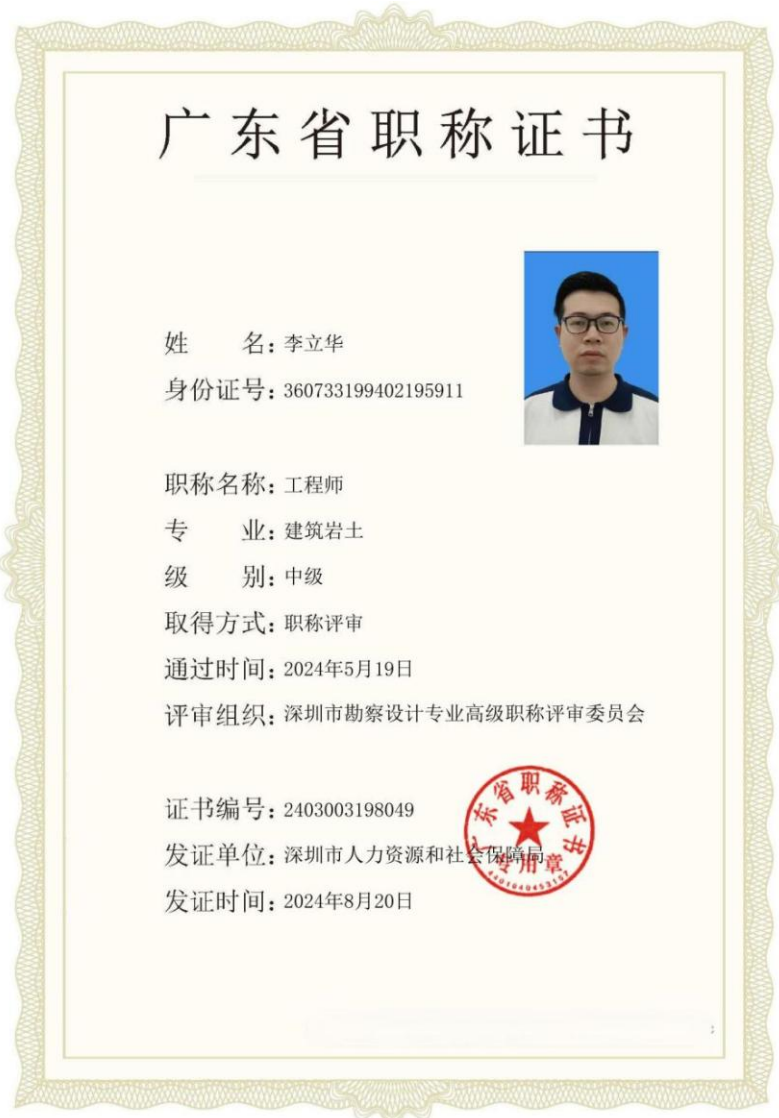 广东省职称证书
姓 名：李立华
身份证号：360733199402195911
职称名称：工程师
专 业：建筑岩土
级 别：中级
取得方式：职称评审
通过时间：2024年5月19日
评审组织：深圳市勘察设计专业高级职称评审委员会
证书编号：2403003198049
发证单位：深圳市人力资源和社会保障局
发证时间：2024年8月20日
广东省职称证书
专用章